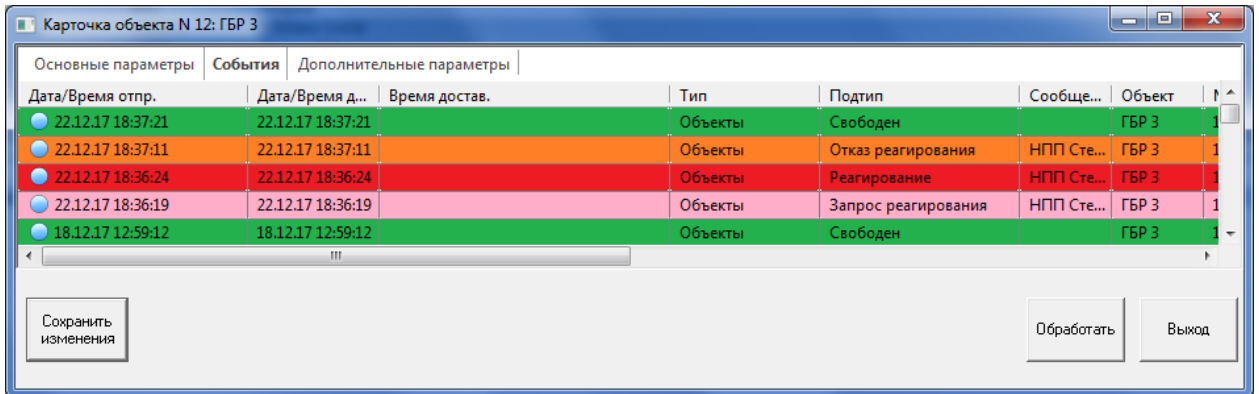 Карточка объекта N 12: ГБР 3
Основные параметры События Дополнительные параметры
Дата/Время отпр. Дата/Время д... Время достав. Тип Подтип Сообще... Объект
22.12.17 18:37:21 22.12.17 18:37:21 Объекты Свободен ГБР 3 1
22.12.17 18:37:11 22.12.17 18:37:11 Объекты Отказ реагирования НПП Сте... ГБР 3 1
22.12.17 18:36:24 22.12.17 18:36:24 Объекты Реагирование НПП Сте... ГБР 3 1
22.12.17 18:36:19 22.12.17 18:36:19 Объекты Запрос реагирования НПП Сте... ГБР 3 1
18.12.17 12:59:12 18.12.17 12:59:12 Объекты Свободен ГБР 3 1
Сохранить
изменения
Обработать Выход